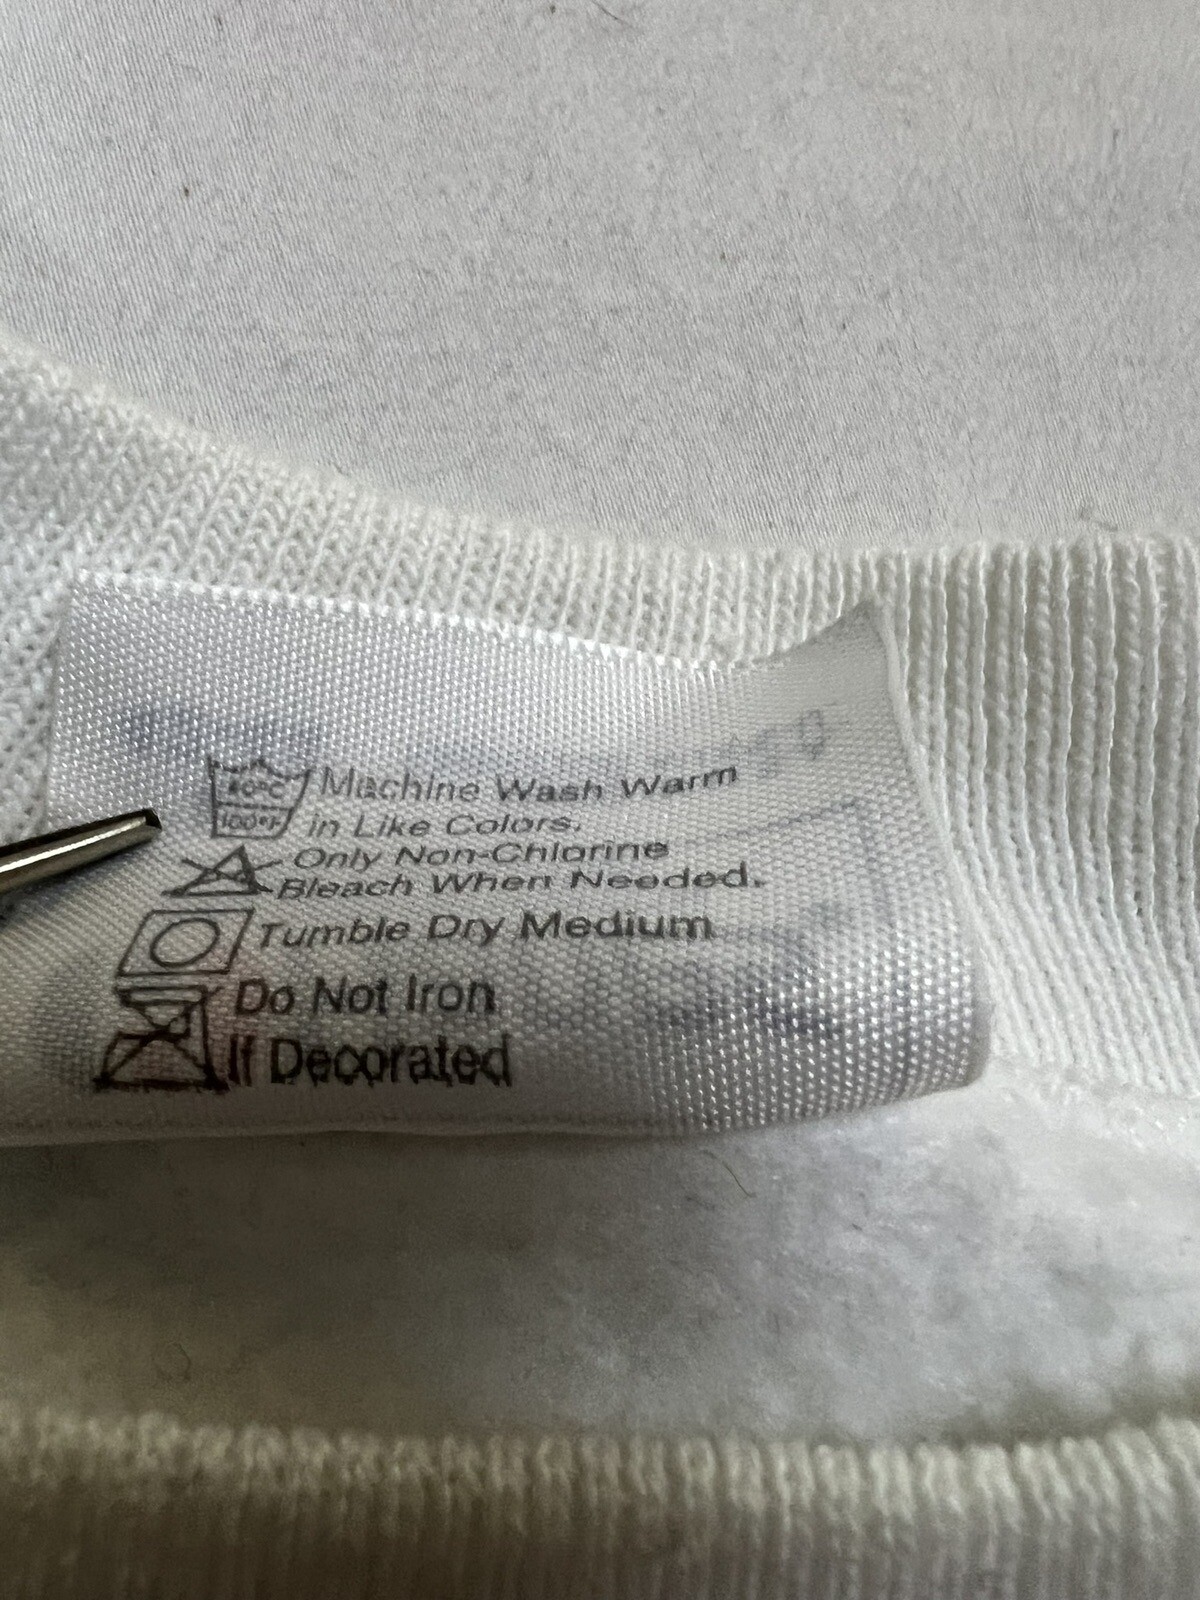 40°C
100°F
Machine Wash Warm
in Like Colors.
Only Non-Chlorine
Bleach When Needed.
Tumble Dry Medium
Do Not Iron
If Decorated